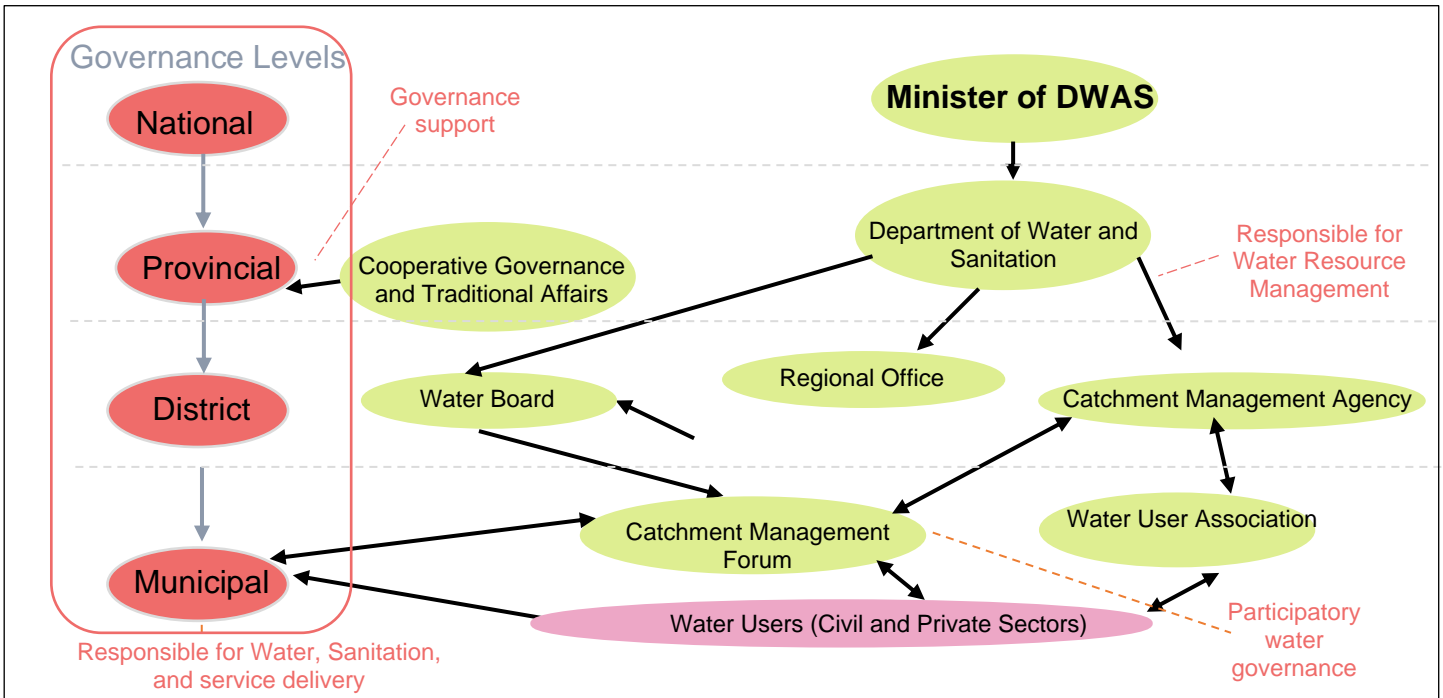 Governance Levels
National
Governance
support
Minister of DWAS
Provincial
Cooperative Governance
and Traditional Affairs
Department of Water and
Sanitation
Responsible for
Water Resource
Management
District
Water Board
Regional Office
Catchment Management Agency
Municipal
Catchment Management
Forum
Water User Association
Water Users (Civil and Private Sectors)
Participatory
water
governance
Responsible for Water, Sanitation,
and service delivery